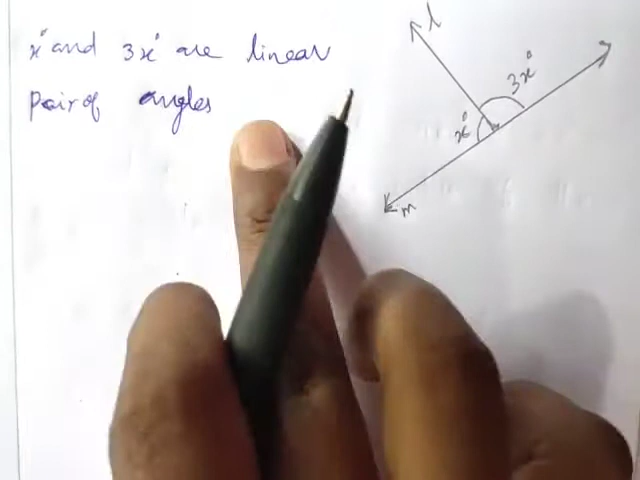 x° and 3x° are linear
Pair of angles
l
3x°
x°
m